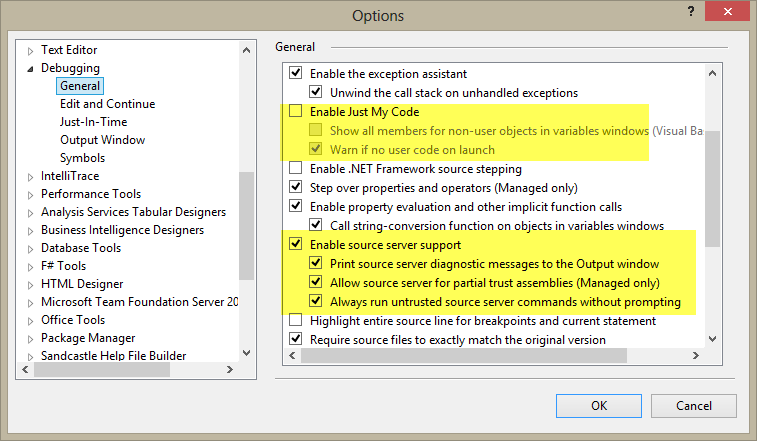 Options
Text Editor
Debugging
General
Edit and Continue
Just-In-Time
Output Window
Symbols
IntelliTrace
Performance Tools
Analysis Services Tabular Designers
Business Intelligence Designers
Database Tools
F# Tools
HTML Designer
Microsoft Team Foundation Server 20
Office Tools
Package Manager
Sandcastle Help File Builder
General
Enable the exception assistant
Unwind the call stack on unhandled exceptions
Enable Just My Code
Show all members for non-user objects in variables windows (Visual Ba
Warn if no user code on launch
Enable .NET Framework source stepping
Step over properties and operators (Managed only)
Enable property evaluation and other implicit function calls
Call string-conversion function on objects in variables windows
Enable source server support
Print source server diagnostic messages to the Output window
Allow source server for partial trust assemblies (Managed only)
Always run untrusted source server commands without prompting
Highlight entire source line for breakpoints and current statement
Require source files to exactly match the original version
OK
Cancel